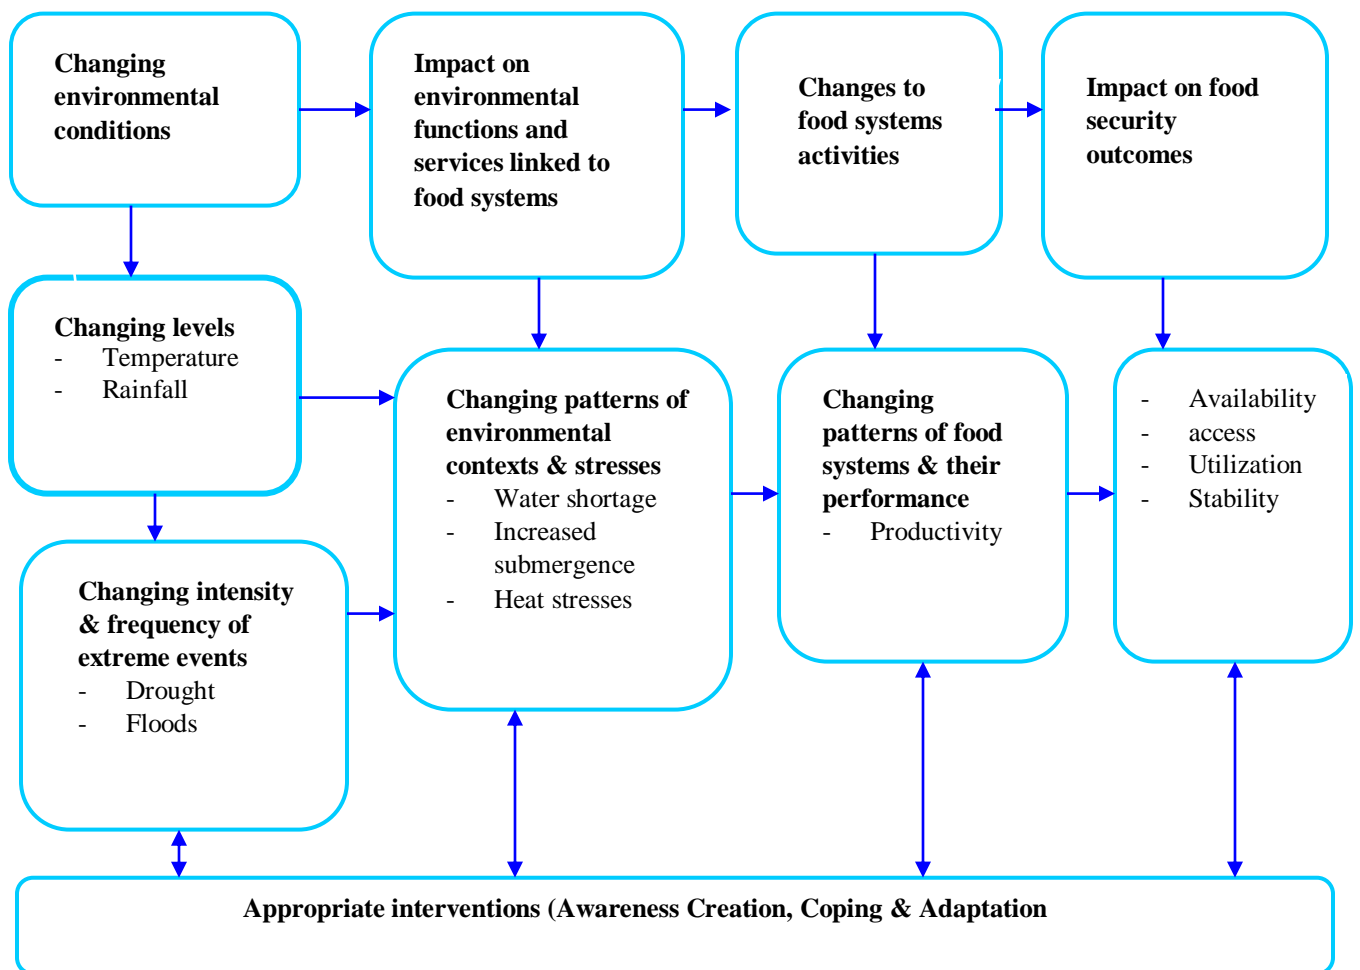 Changing
environmental
conditions
Impact on
environmental
functions and
services linked to
food systems
Changes to
food systems
activities
Impact on food
security
outcomes
Changing levels
- Temperature
- Rainfall
Changing patterns of
environmental
contexts & stresses
- Water shortage
- Increased
submergence
- Heat stresses
Changing
patterns of food
systems & their
performance
- Productivity
- Availability
- access
- Utilization
- Stability
Changing intensity
& frequency of
extreme events
- Drought
- Floods
Appropriate interventions (Awareness Creation, Coping & Adaptation